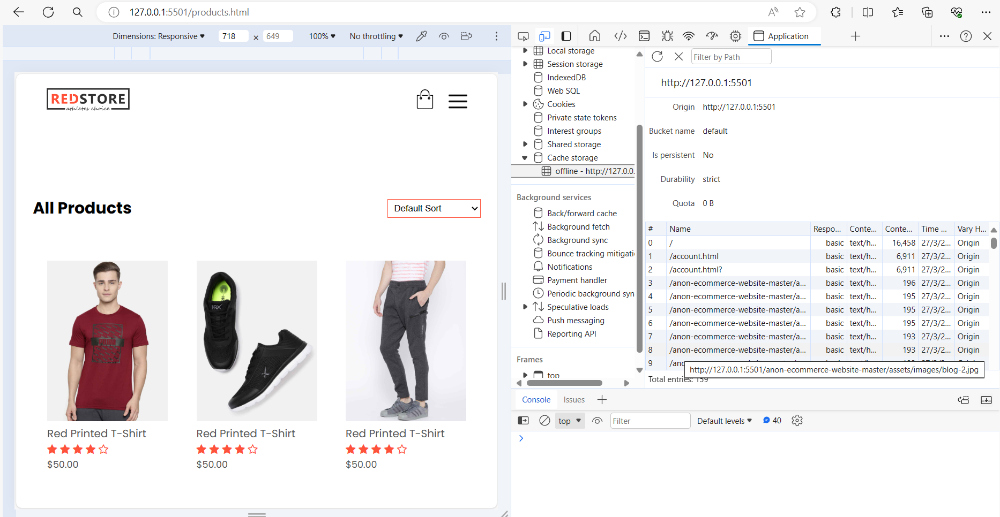 127.0.0.1:5501/products.html
Dimensions: Responsive
718
x
649
100%
No throttling
Application
REDSTORE
athletes choice
All Products
Default Sort
HRX
Red Printed T-Shirt
$50.00
Red Printed T-Shirt
$50.00
Red Printed T-Shirt
$50.00
Local storage
Session storage
IndexedDB
Web SQL
Cookies
Private state tokens
Interest groups
Shared storage
Cache storage
offline - http://127.0.0.
Background services
Back/forward cache
Background fetch
Background sync
Bounce tracking mitigati
Notifications
Payment handler
Periodic background syn
Speculative loads
Push messaging
Reporting API
Frames
top
Filter by Path
http://127.0.0.1:5501
Origin http://127.0.0.1:5501
Bucket name default
Is persistent No
Durability strict
Quota 0 B
# Name Respo... Conte... Conte... Time ... Vary H...
0 / basic text/h... 16,458 27/3/2... Origin
1 /account.html basic text/h... 6,911 27/3/2... Origin
2 /account.html? basic text/h... 6,911 27/3/2... Origin
3 /anon-ecommerce-website-master/a... basic text/h... 196 27/3/2... Origin
4 /anon-ecommerce-website-master/a... basic text/h... 195 27/3/2... Origin
5 /anon-ecommerce-website-master/a... basic text/h... 195 27/3/2... Origin
6 /anon-ecommerce-website-master/a... basic text/h... 195 27/3/2... Origin
7 /anon-ecommerce-website-master/a... basic text/h... 193 27/3/2... Origin
8 /anon-ecommerce-website-master/a... basic text/h... 193 27/3/2... Origin
9
http://127.0.0.1:5501/anon-ecommerce-website-master/assets/images/blog-2.jpg
Total entries: 159
Console
Issues
top
Filter
Default levels
40